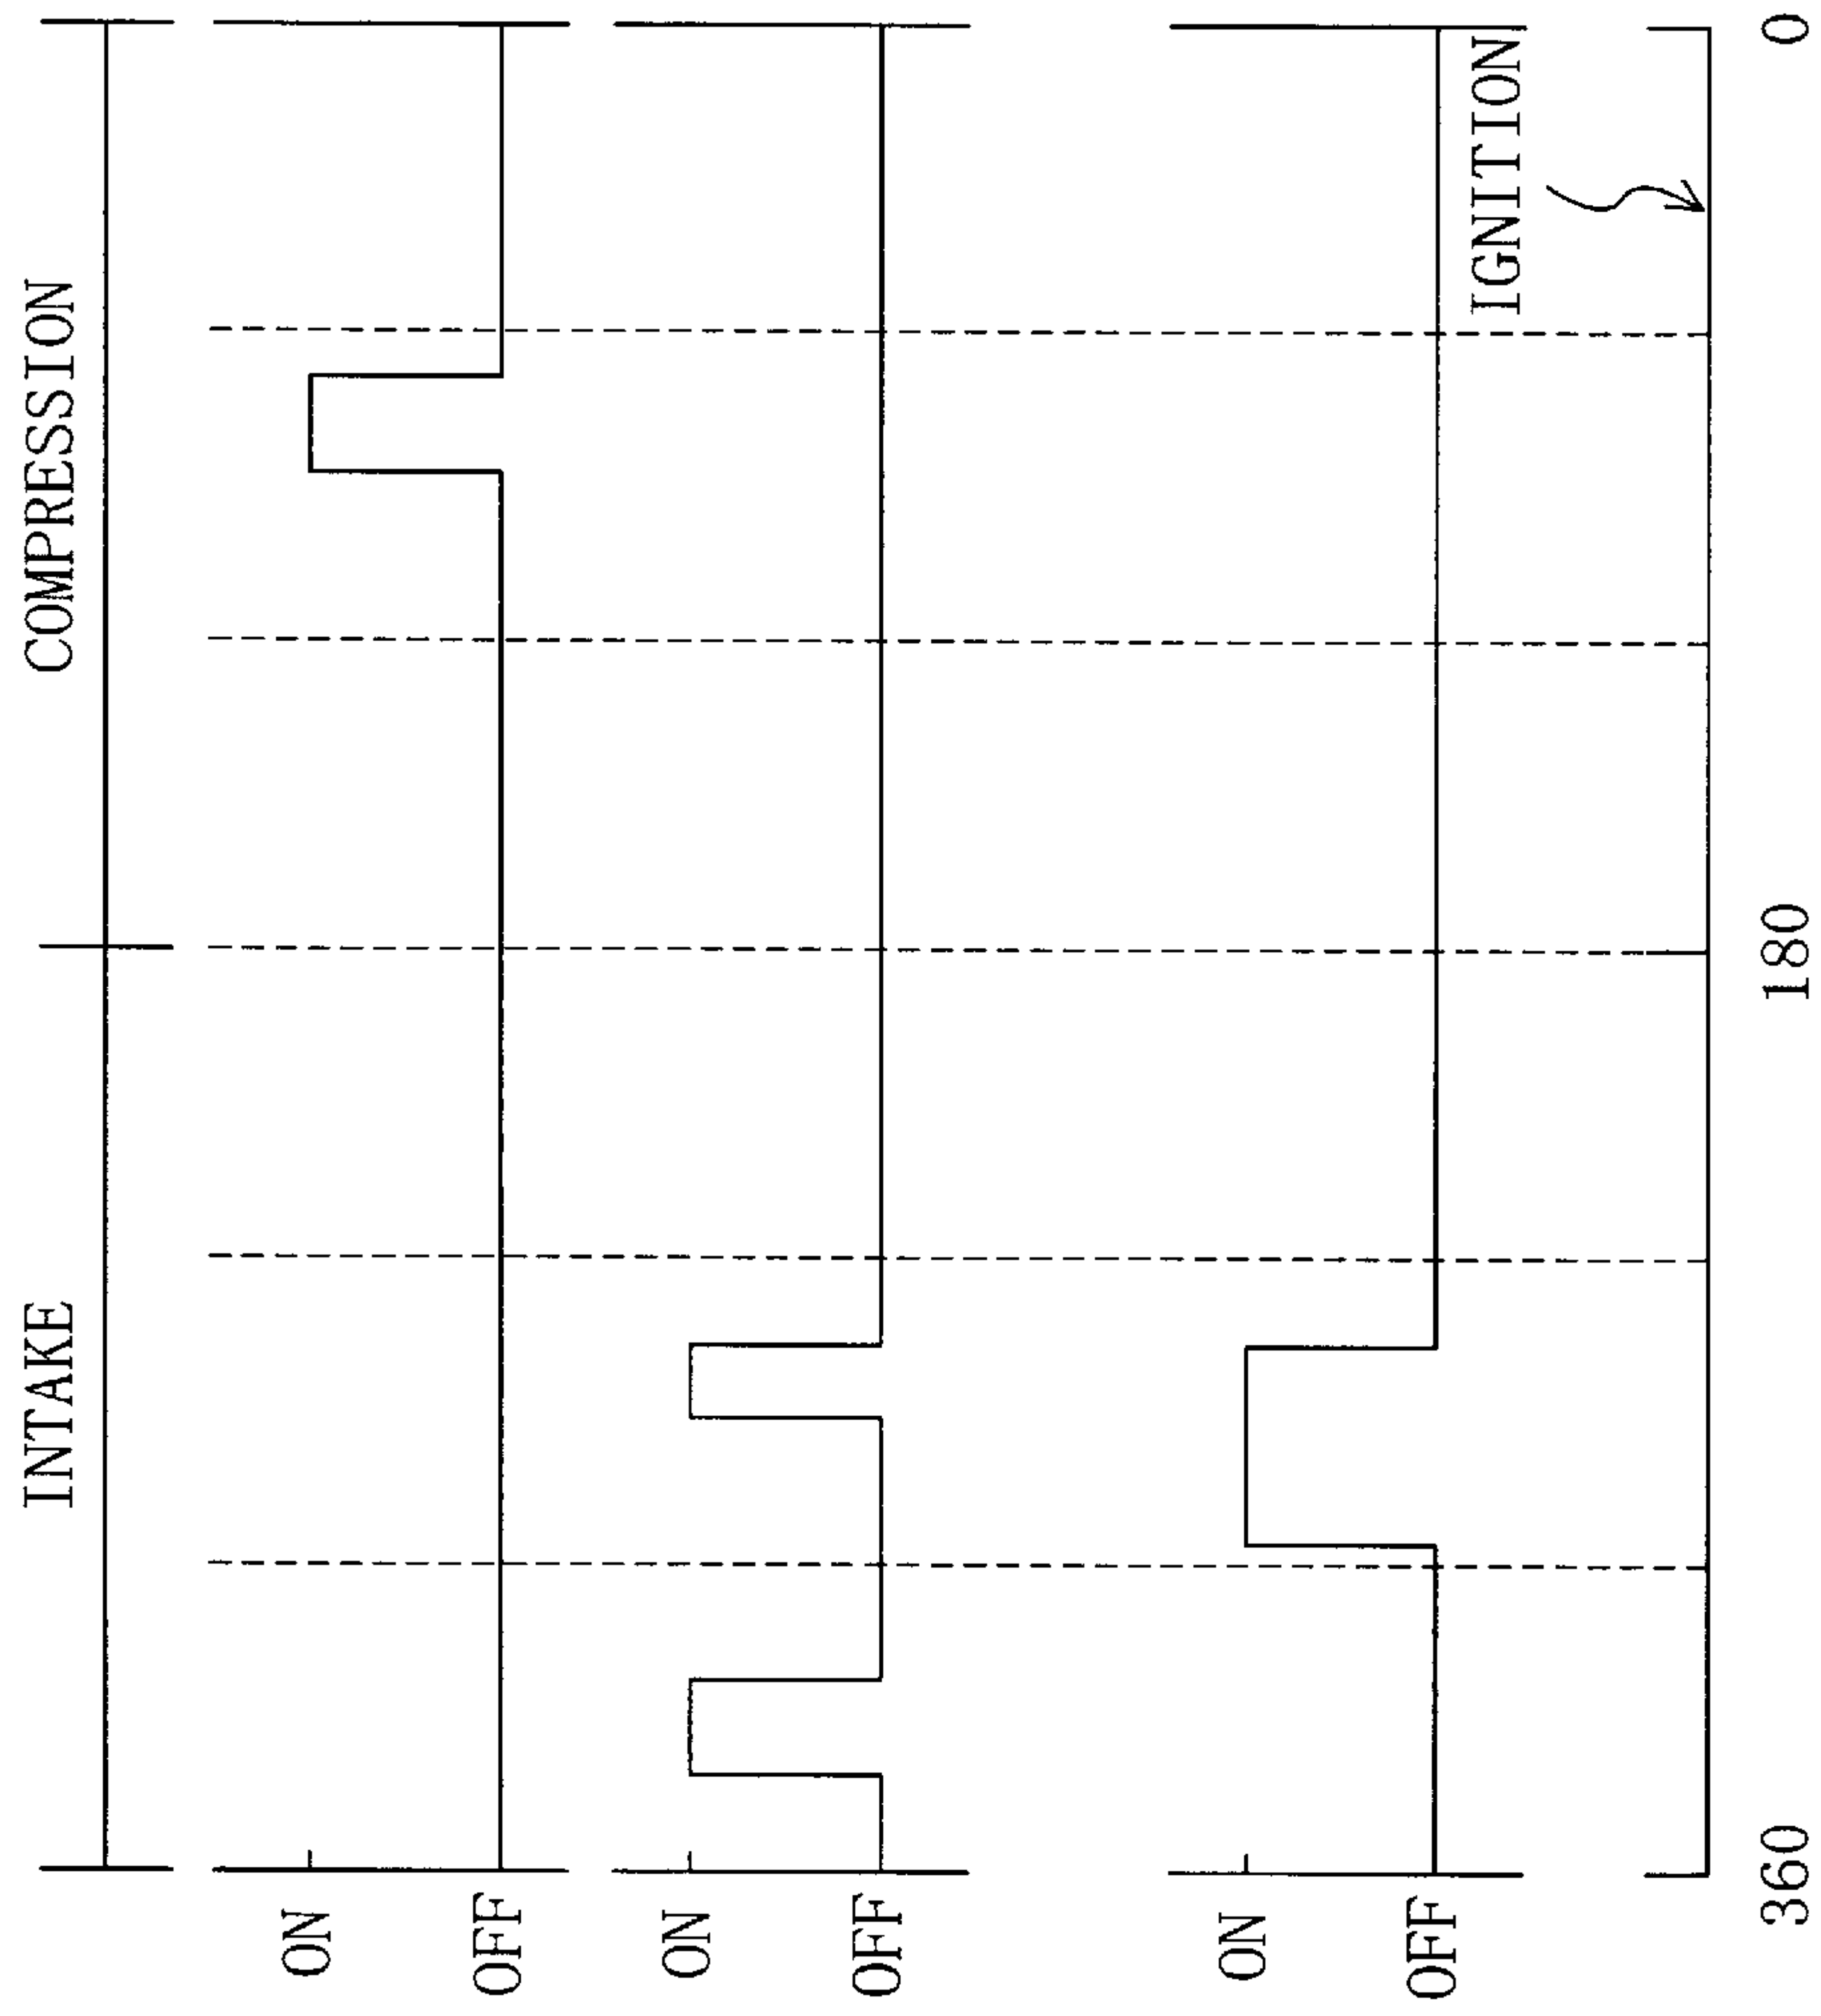 INTAKE COMPRESSION
ON
OFF
ON
OFF
ON
OFF
IGNITION
360 180 0